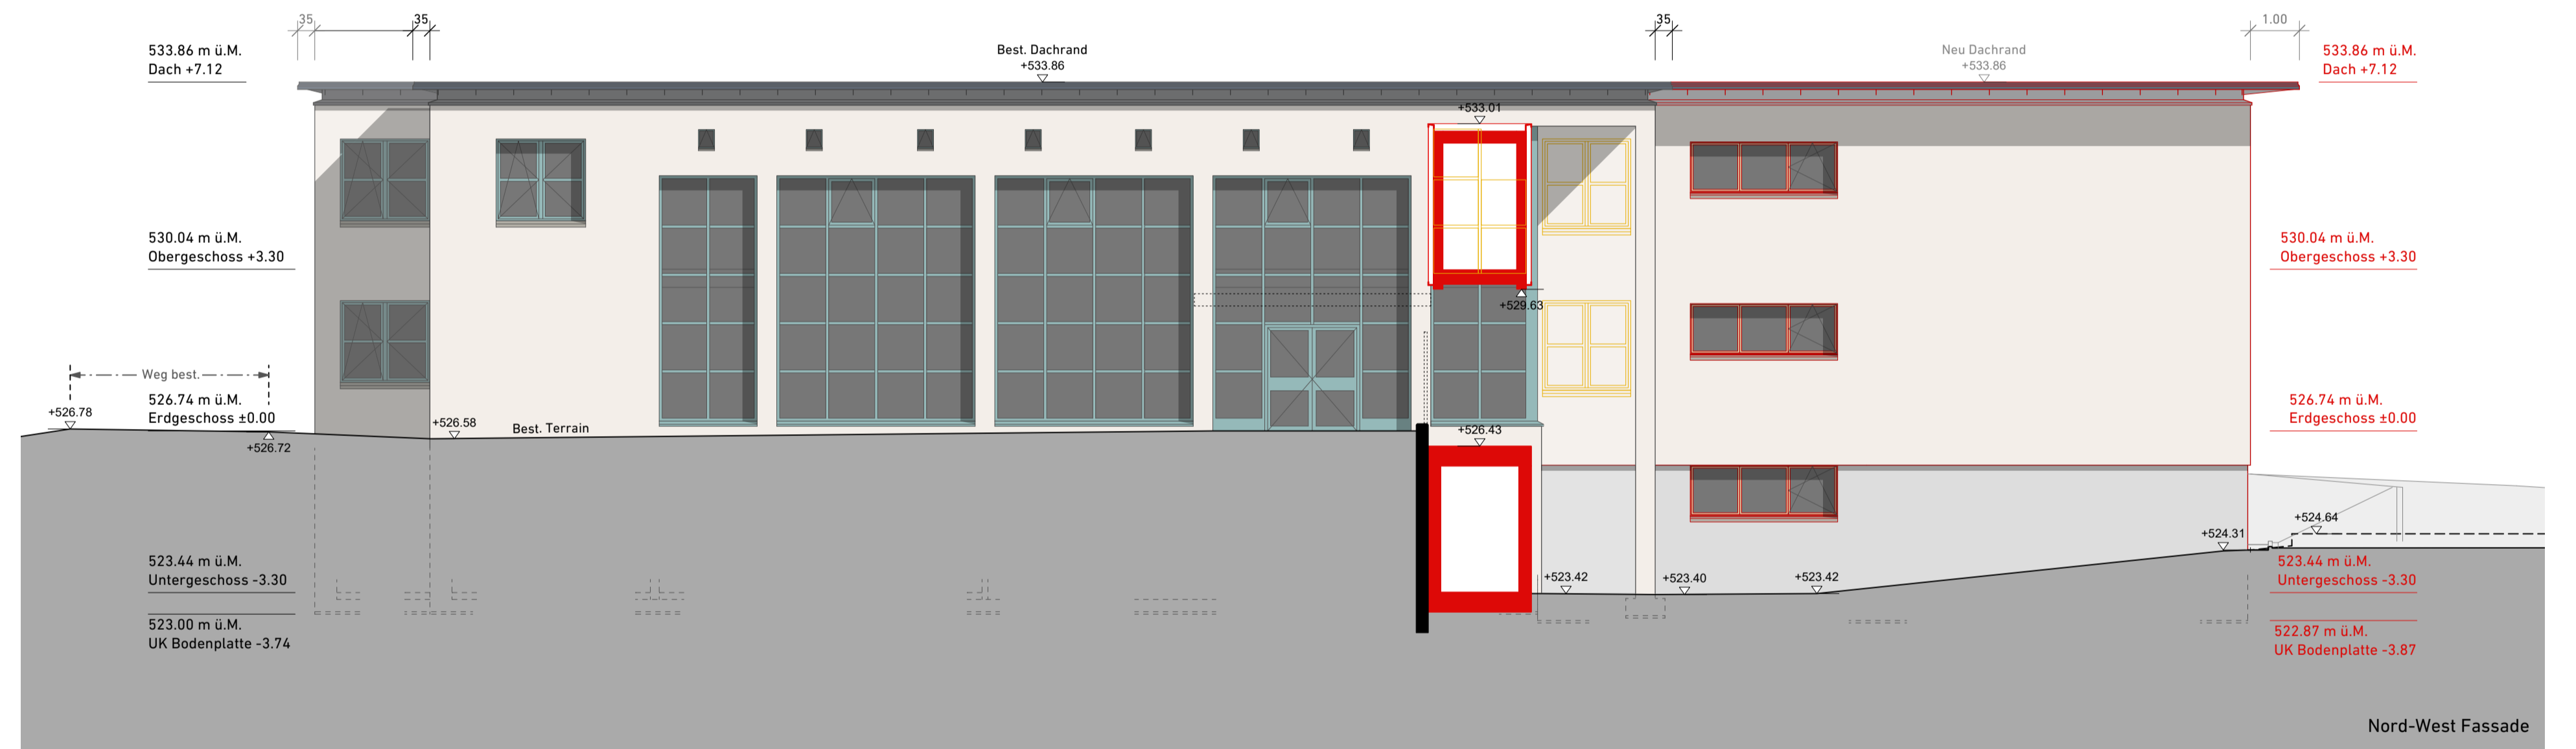 35
35
35
1.00
533.86 m ü.M.
Dach +7.12
Best. Dachrand
+533.86
Neu Dachrand
+533.86
533.86 m ü.M.
Dach +7.12
+533.01
530.04 m ü.M.
Obergeschoss +3.30
530.04 m ü.M.
Obergeschoss +3.30
+529.63
Weg best.
+526.78
526.74 m ü.M.
Erdgeschoss ±0.00
+526.72
+526.58
Best. Terrain
+526.43
526.74 m ü.M.
Erdgeschoss ±0.00
+524.64
+524.31
523.44 m ü.M.
Untergeschoss -3.30
+523.42
+523.40
+523.42
523.44 m ü.M.
Untergeschoss -3.30
523.00 m ü.M.
UK Bodenplatte -3.74
522.87 m ü.M.
UK Bodenplatte -3.87
Nord-West Fassade